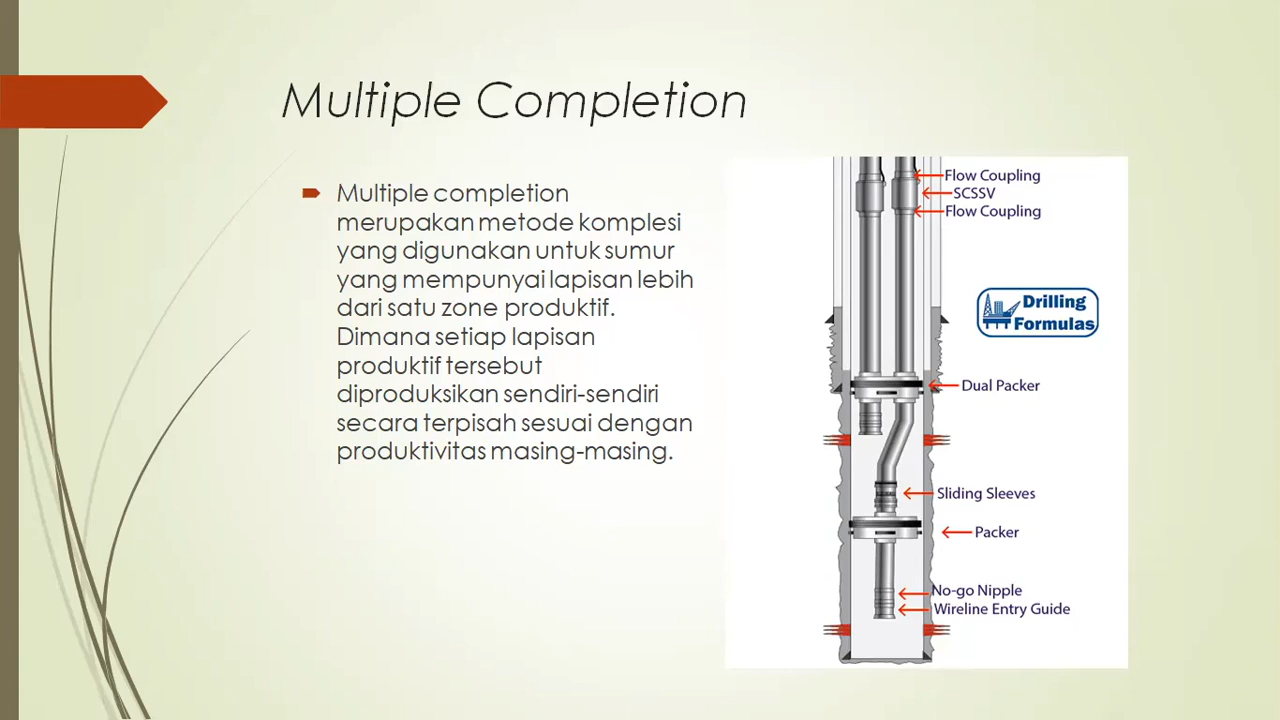 Multiple Completion
Multiple completion
merupakan metode komplesi
yang digunakan untuk sumur
yang mempunyai lapisan lebih
dari satu zone produktif.
Dimana setiap lapisan
produktif tersebut
diproduksikan sendiri-sendiri
secara terpisah sesuai dengan
produktivitas masing-masing.
Flow Coupling
SCSSV
Flow Coupling
Drilling
Formulas
Dual Packer
Sliding Sleeves
Packer
No-go Nipple
Wireline Entry Guide